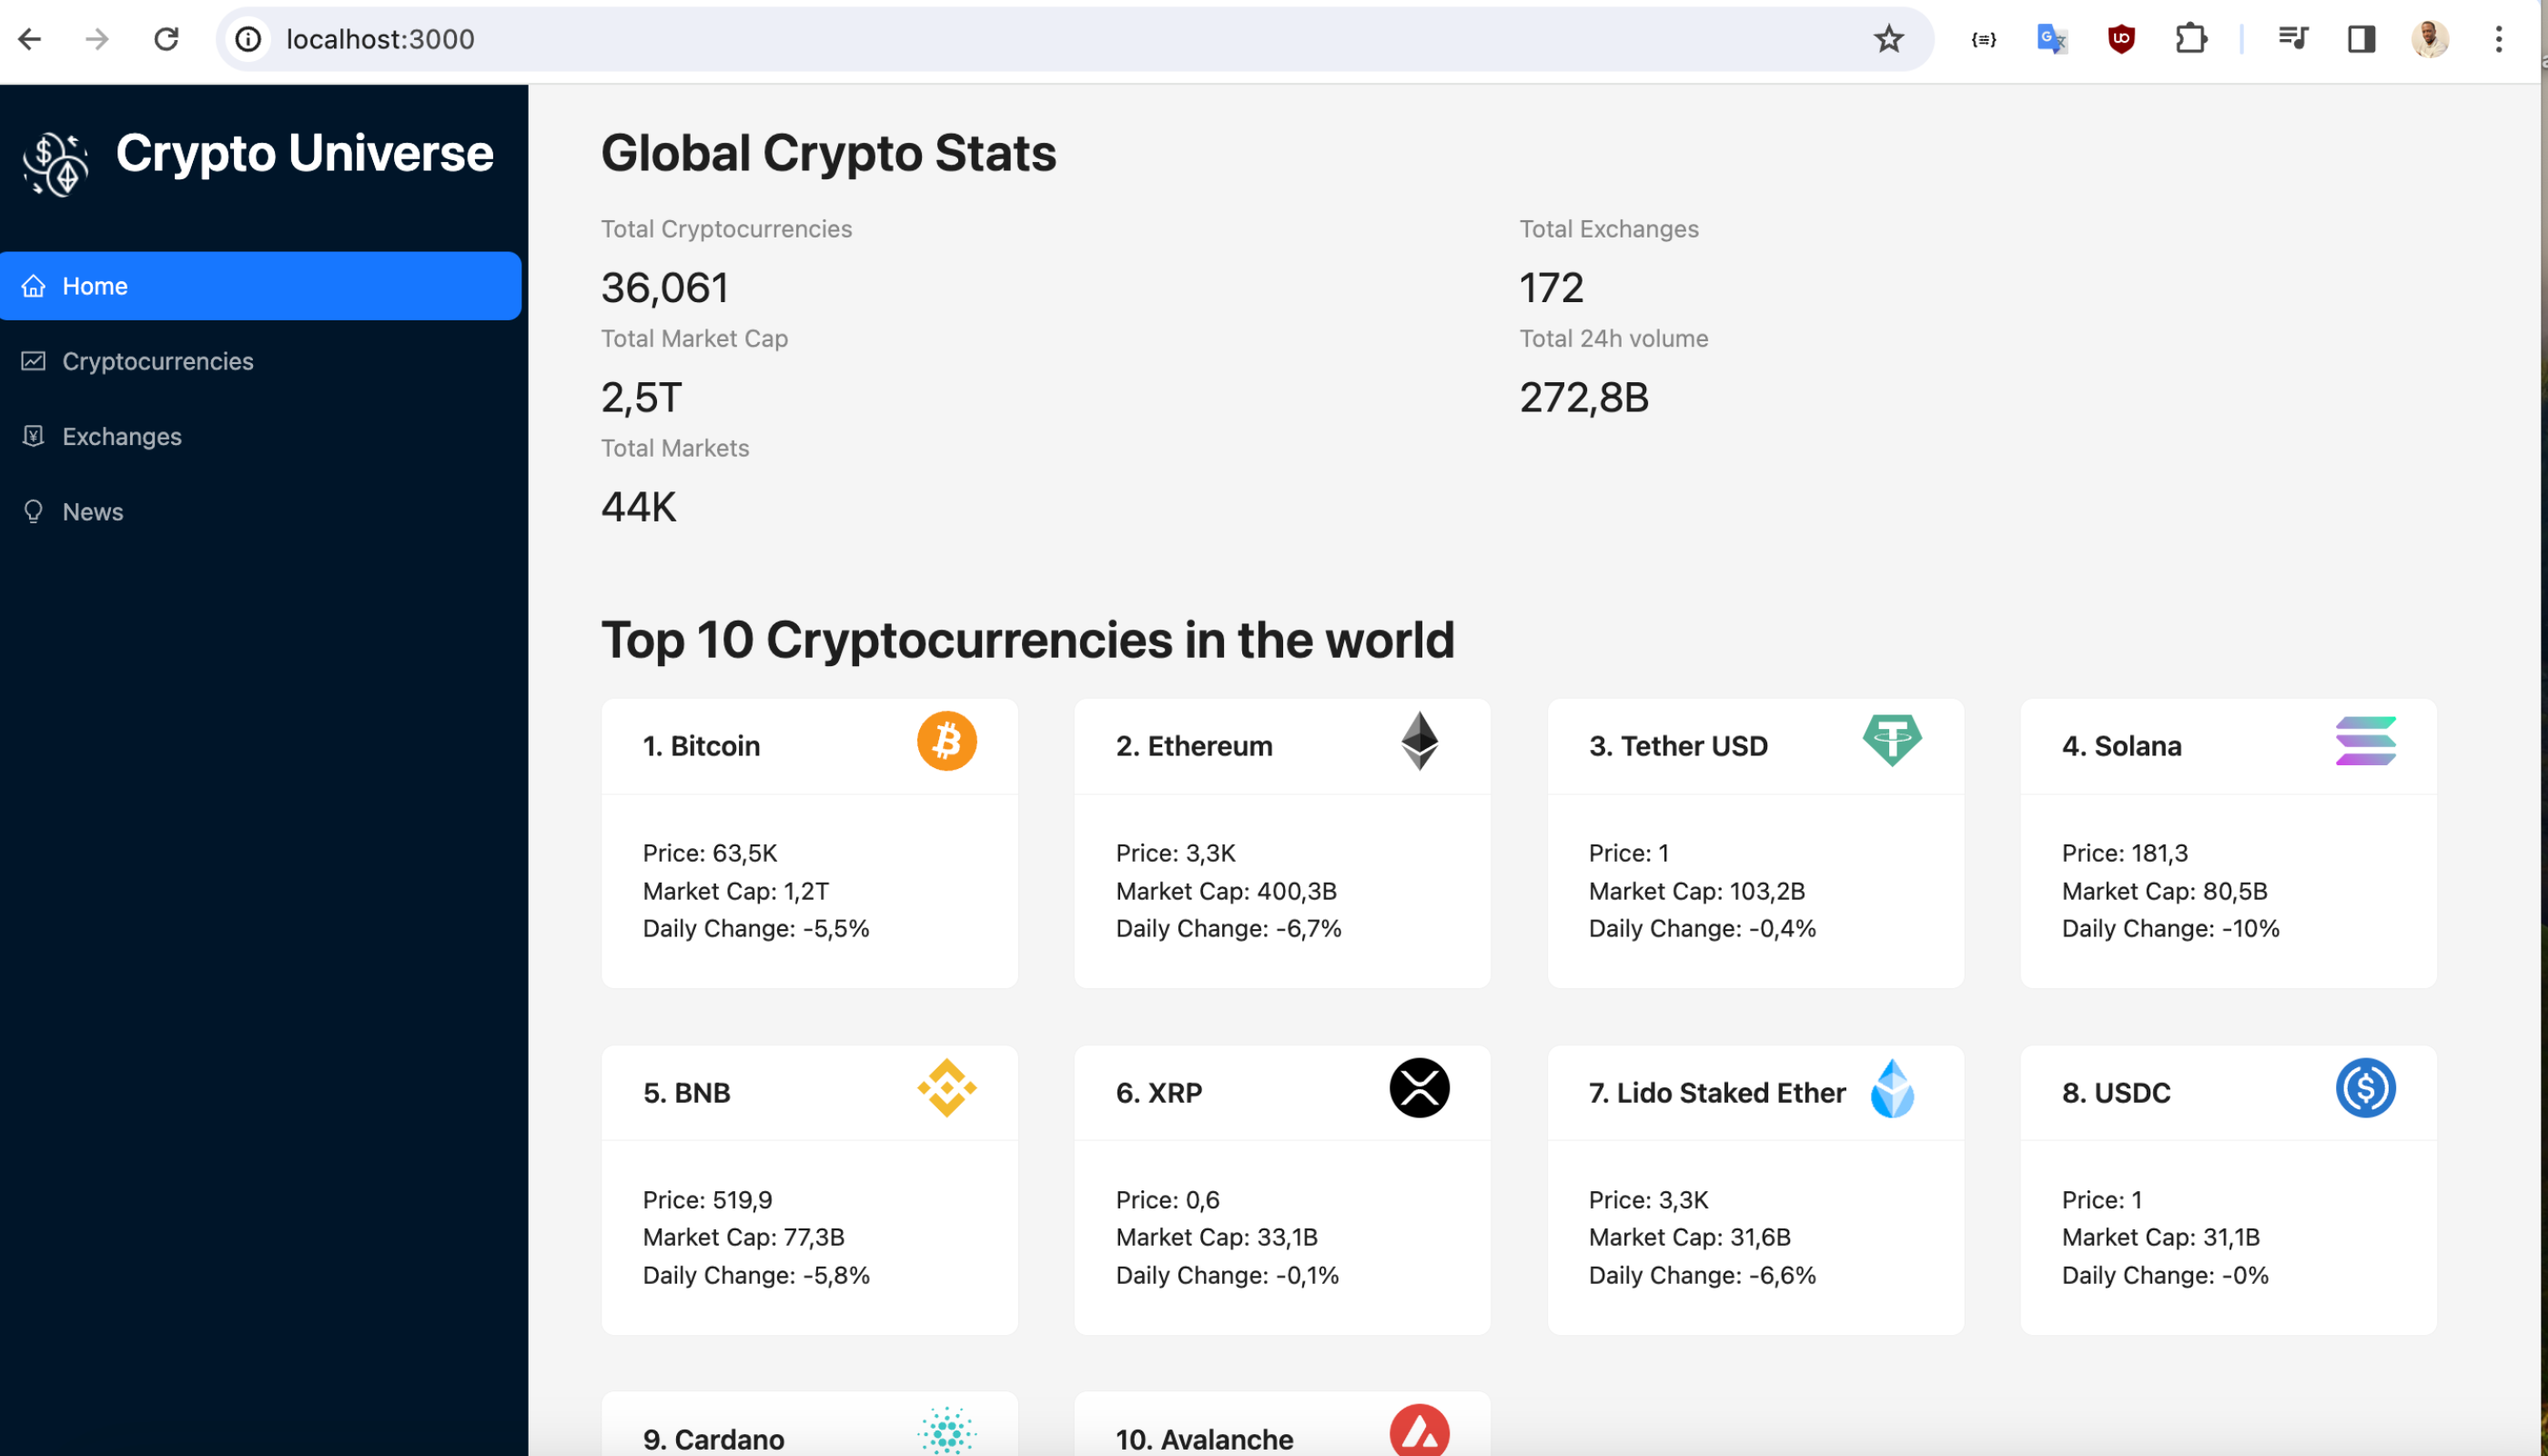 localhost:3000
Crypto Universe
Home
Cryptocurrencies
Exchanges
News
Global Crypto Stats
Total Cryptocurrencies
36,061
Total Exchanges
172
Total Market Cap
2,5T
Total 24h volume
272,8B
Total Markets
44K
Top 10 Cryptocurrencies in the world
1. Bitcoin
Price: 63,5K
Market Cap: 1,2T
Daily Change: -5,5%
2. Ethereum
Price: 3,3K
Market Cap: 400,3B
Daily Change: -6,7%
3. Tether USD
Price: 1
Market Cap: 103,2B
Daily Change: -0,4%
4. Solana
Price: 181,3
Market Cap: 80,5B
Daily Change: -10%
5. BNB
Price: 519,9
Market Cap: 77,3B
Daily Change: -5,8%
6. XRP
Price: 0,6
Market Cap: 33,1B
Daily Change: -0,1%
7. Lido Staked Ether
Price: 3,3K
Market Cap: 31,6B
Daily Change: -6,6%
8. USDC
Price: 1
Market Cap: 31,1B
Daily Change: -0%
9. Cardano
10. Avalanche